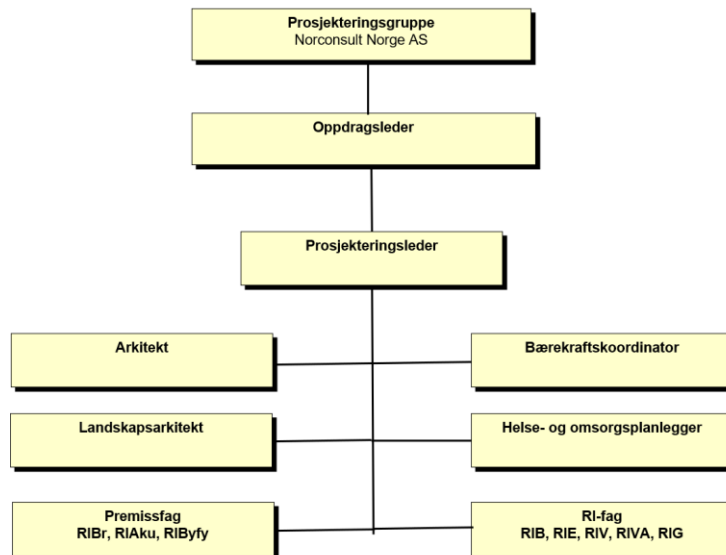 Prosjekteringsgruppe
Norconsult Norge AS
Oppdragsleder
Prosjekteringsleder
Arkitekt
Bærekraftskoordinator
Landskapsarkitekt
Helse- og omsorgsplanlegger
Premissfag
RIBr, RIAku, RIByfy
RI-fag
RIB, RIE, RIV, RIVA, RIG